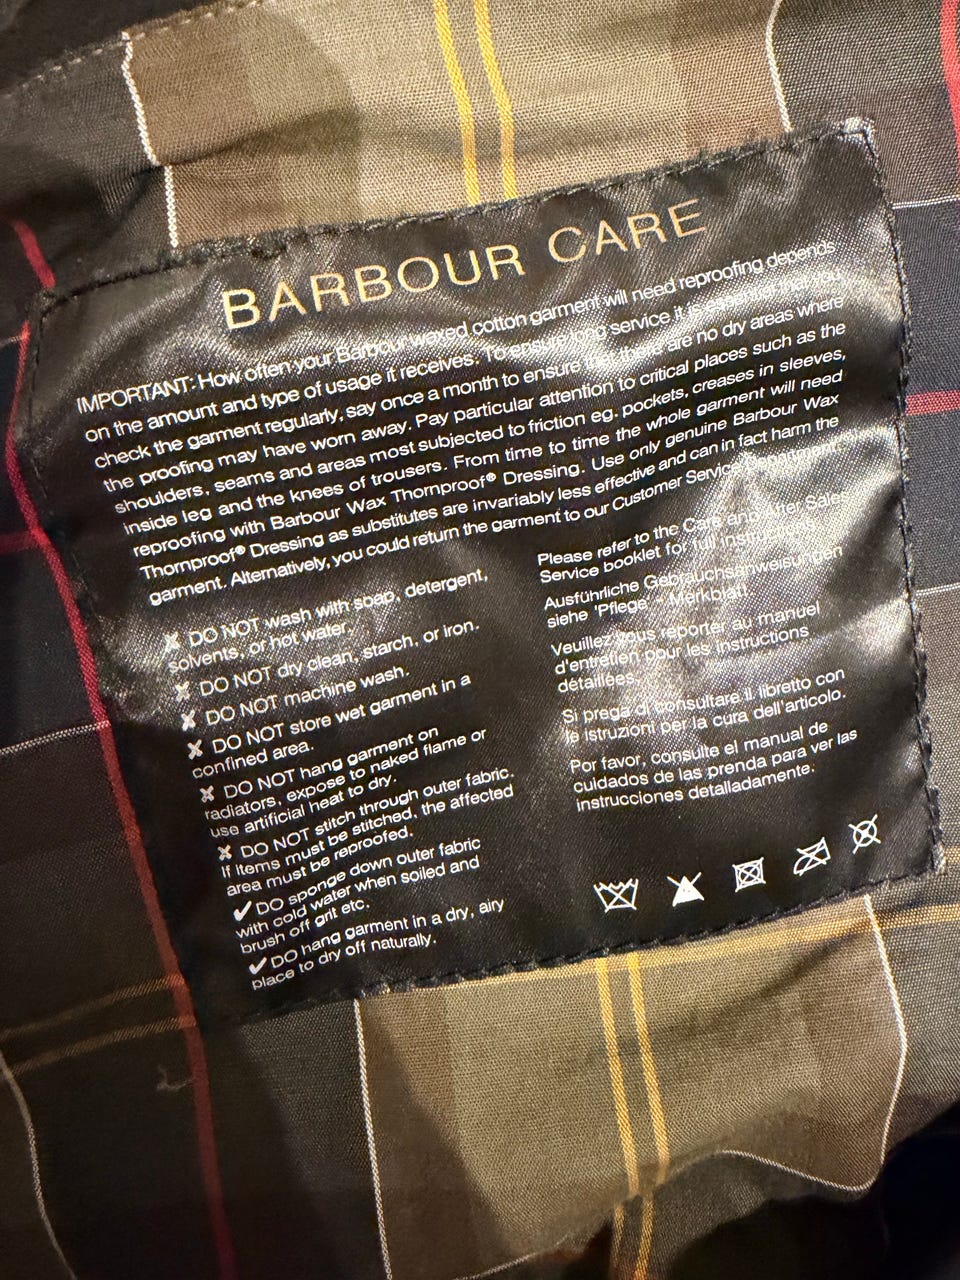 BARBOUR CARE
IMPORTANT: How often your Barbour waxed cotton garment will need reproofing depends
on the amount and type of usage it receives. To ensure long service it is essential that you
check the garment regularly, say once a month to ensure that there are no dry areas where
the proofing may have worn away. Pay particular attention to critical places such as the
shoulders, seams and areas most subjected to friction eg. pockets, creases in sleeves,
inside leg and the knees of trousers. From time to time the whole garment will need
reproofing with Barbour Wax Thornproof® Dressing. Use only genuine Barbour Wax
Thornproof® Dressing as substitutes are invariably less effective and can in fact harm the
garment. Alternatively, you could return the garment to our Customer Service Department.
✘ DO NOT wash with soap, detergent,
solvents, or hot water.
✘ DO NOT dry clean, starch, or iron.
✘ DO NOT machine wash.
✘ DO NOT store wet garment in a
confined area.
✘ DO NOT hang garment on
radiators, expose to naked flame or
use artificial heat to dry.
✘ DO NOT stitch through outer fabric.
If items must be stitched, the affected
area must be reproofed.
✔ DO sponge down outer fabric
with cold water when soiled and
brush off grit etc.
✔ DO hang garment in a dry, airy
place to dry off naturally.
Please refer to the Care and After Sales
Service booklet for full instructions.
Ausführliche Gebrauchsanweisungen
siehe 'Pflege' - Merkblatt.
Veuillez vous reporter au manuel
d'entretien pour les instructions
détaillées.
Si prega di consultare il libretto con
le istruzioni per la cura dell'articolo.
Por favor, consulte el manual de
cuidados de las prenda para ver las
instrucciones detalladamente.